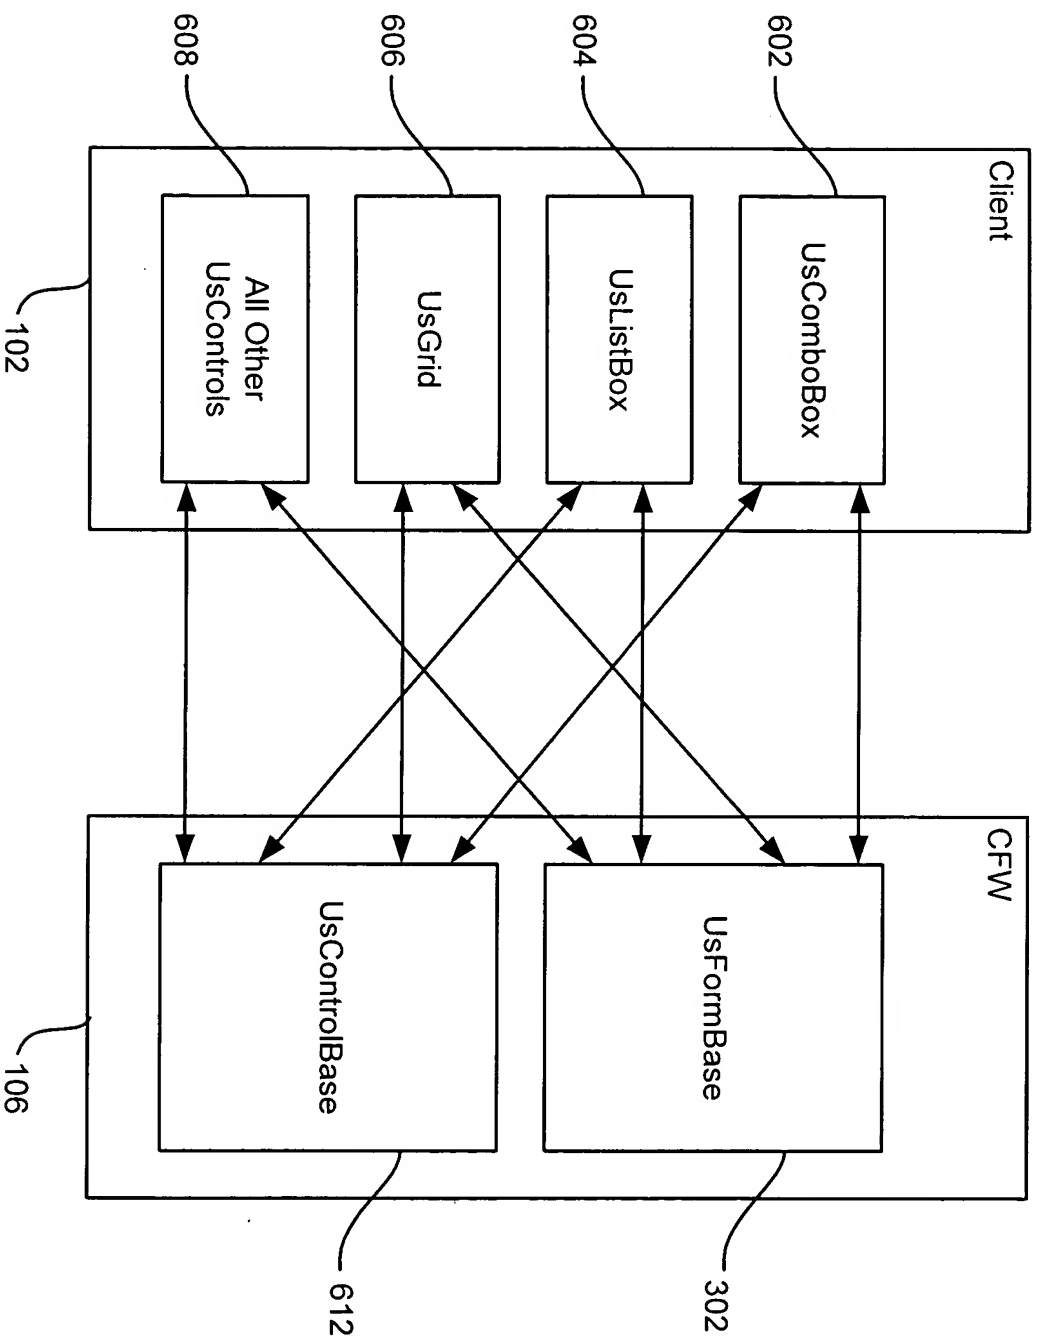 Client
CFW
602
UsComboBox
604
UsListBox
606
UsGrid
608
All Other
UsControls
UsFormBase
302
UsControlBase
612
102
106